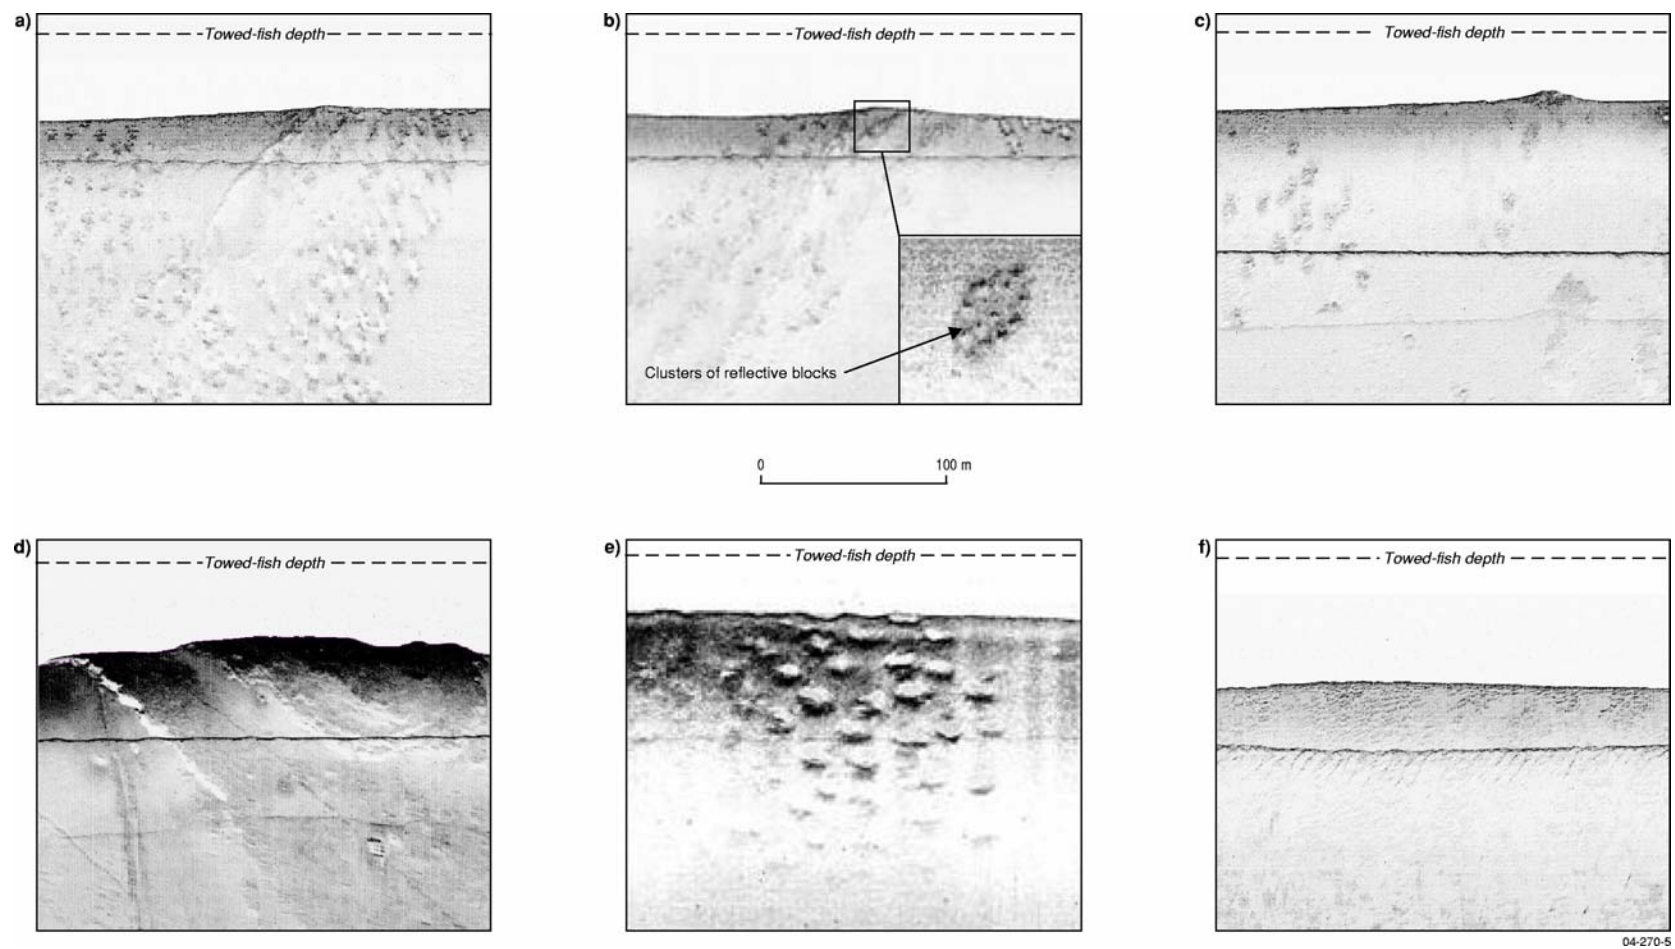 a)
Towed-fish depth
b)
Towed-fish depth
c)
Towed-fish depth
Clusters of reflective blocks
0 100 m
d)
Towed-fish depth
e)
Towed-fish depth
f)
Towed-fish depth
04-270-5